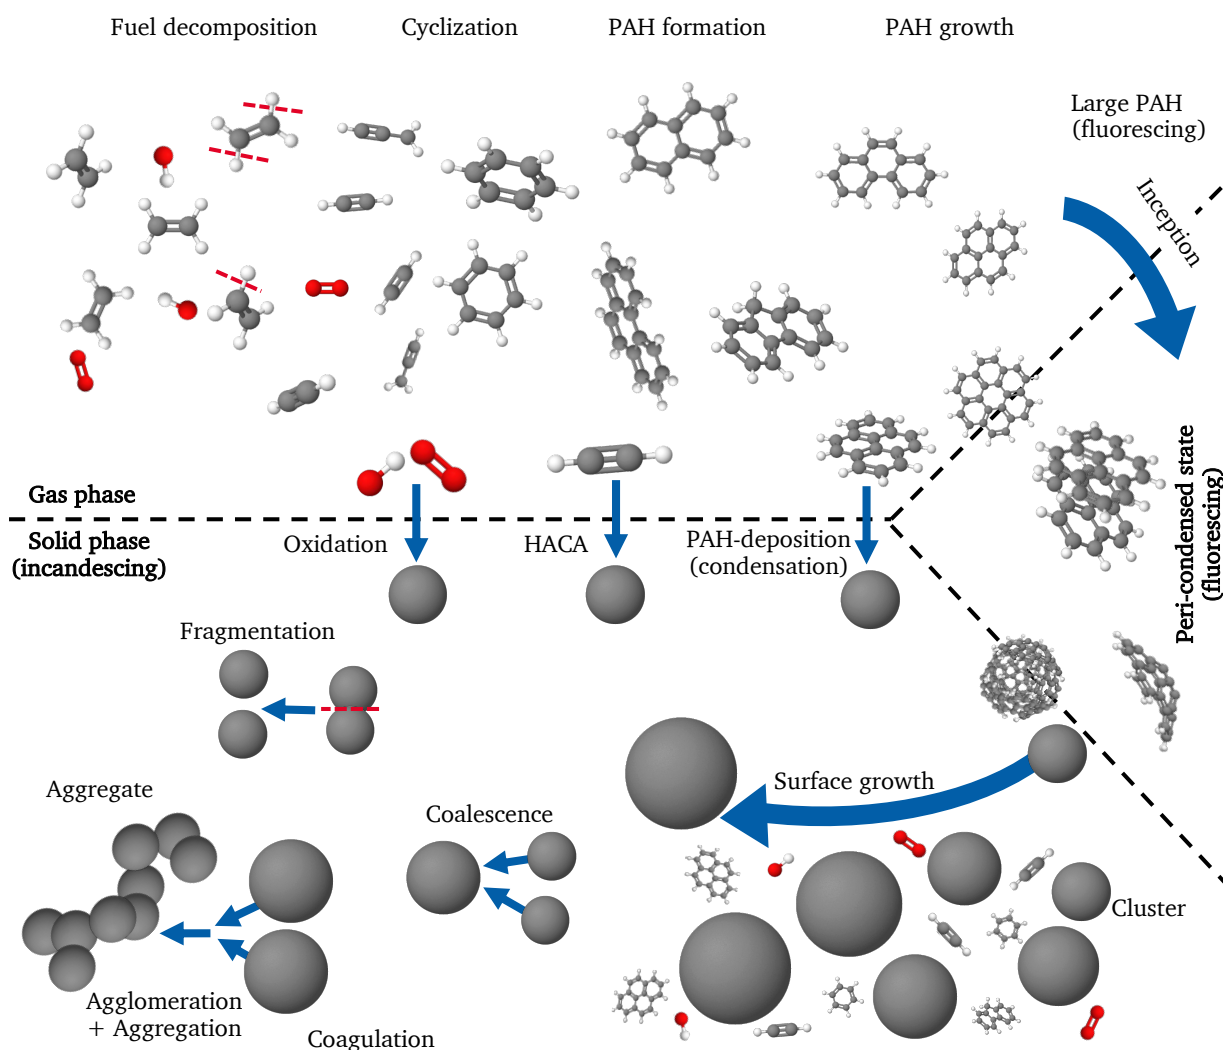 Fuel decomposition
Cyclization
PAH formation
PAH growth
Large PAH
(fluorescing)
Inception
Gas phase
Solid phase
(incandescing)
Oxidation
HACA
PAH-deposition
(condensation)
Peri-condensed state
(fluorescing)
Fragmentation
Surface growth
Aggregate
Coalescence
Cluster
Agglomeration
+ Aggregation
Coagulation